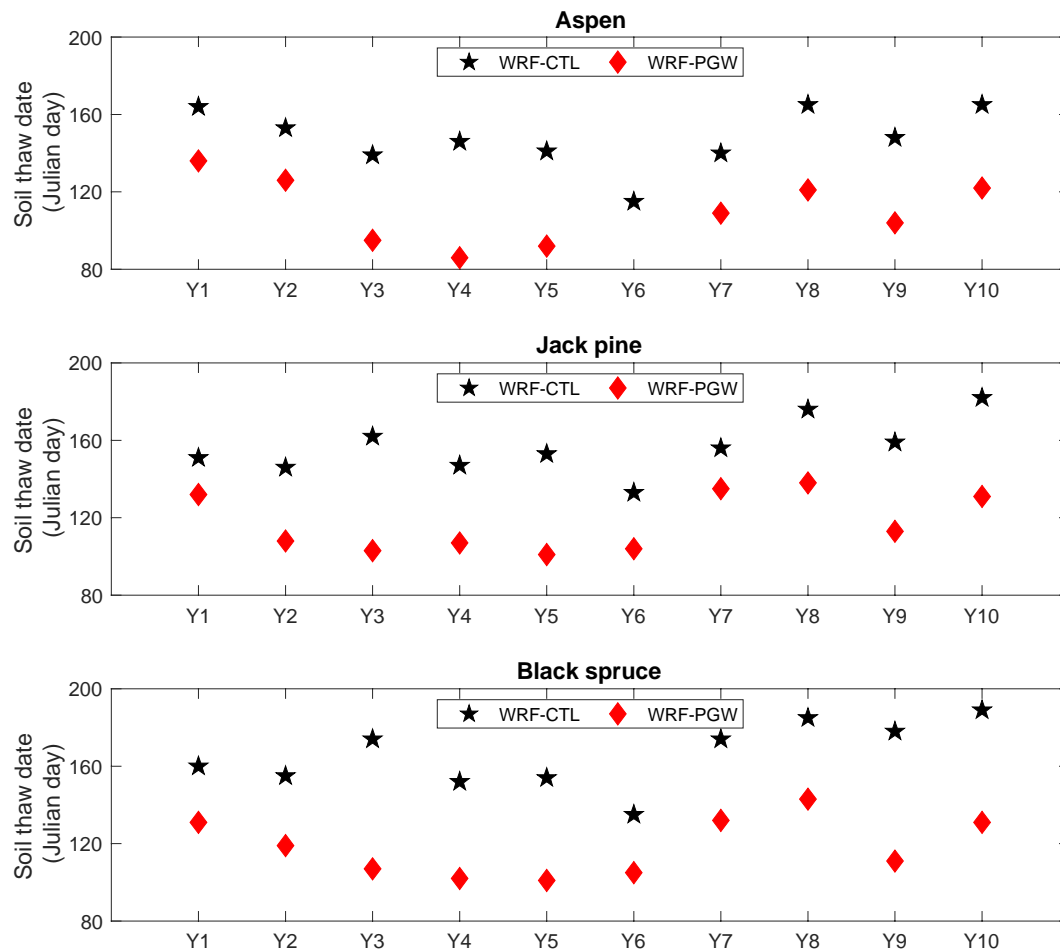 Aspen
WRF-CTL WRF-PGW
Soil thaw date
(Julian day)
200
160
120
80
Y1 Y2 Y3 Y4 Y5 Y6 Y7 Y8 Y9 Y10
Jack pine
WRF-CTL WRF-PGW
Soil thaw date
(Julian day)
200
160
120
80
Y1 Y2 Y3 Y4 Y5 Y6 Y7 Y8 Y9 Y10
Black spruce
WRF-CTL WRF-PGW
Soil thaw date
(Julian day)
200
160
120
80
Y1 Y2 Y3 Y4 Y5 Y6 Y7 Y8 Y9 Y10